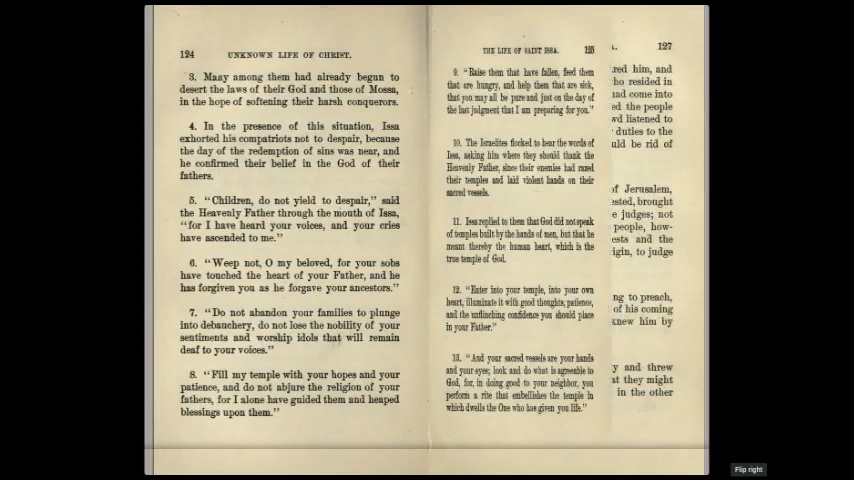 124 UNKNOWN LIFE OF CHRIST.
3. Many among them had already begun to
desert the laws of their God and those of Mossa,
in the hope of softening their harsh conquerors.
4. In the presence of this situation, Issa
exhorted his compatriots not to despair, because
the day of the redemption of sins was near, and
he confirmed their belief in the God of their
fathers.
5. “Children, do not yield to despair,” said
the Heavenly Father through the mouth of Issa,
“for I have heard your voices, and your cries
have ascended to me.”
6. “Weep not, O my beloved, for your sobs
have touched the heart of your Father, and he
has forgiven you as he forgave your ancestors.”
7. “Do not abandon your families to plunge
into debauchery, do not lose the nobility of your
sentiments and worship idols that will remain
deaf to your voices.”
8. “Fill my temple with your hopes and your
patience, and do not abjure the religion of your
fathers, for I alone have guided them and heaped
blessings upon them.”
THE LIFE OF SAINT ISSA. 125
9. “Raise them that have fallen, feed them
that are hungry, and help them that are sick,
that you may all be pure and just on the day of
the last judgment that I am preparing for you.”
10. The Israelites flocked to hear the words of
Issa, asking him where they should thank the
Heavenly Father, since their enemies had razed
their temples and laid violent hands on their
sacred vessels.
11. Issa replied to them that God did not speak
of temples built by the hands of men, but that he
meant thereby the human heart, which is the
true temple of God.
12. “Enter into your temple, into your own
heart, illuminate it with good thoughts, patience,
and the unflinching confidence you should place
in your Father.”
13. “And your sacred vessels are your hands
and your eyes; look and do what is agreeable to
God, for, in doing good to your neighbor, you
perform a rite that embellishes the temple in
which dwells the One who has given you life.”
A. 127
red him, and
ho resided in
had come into
ed the people
wd listened to
duties to the
uld be rid of
of Jerusalem,
ested, brought
e judges; not
people, how-
ests and the
igin, to judge
ng to preach,
of his coming
knew him by
y and threw
at they might
in the other
Flip right